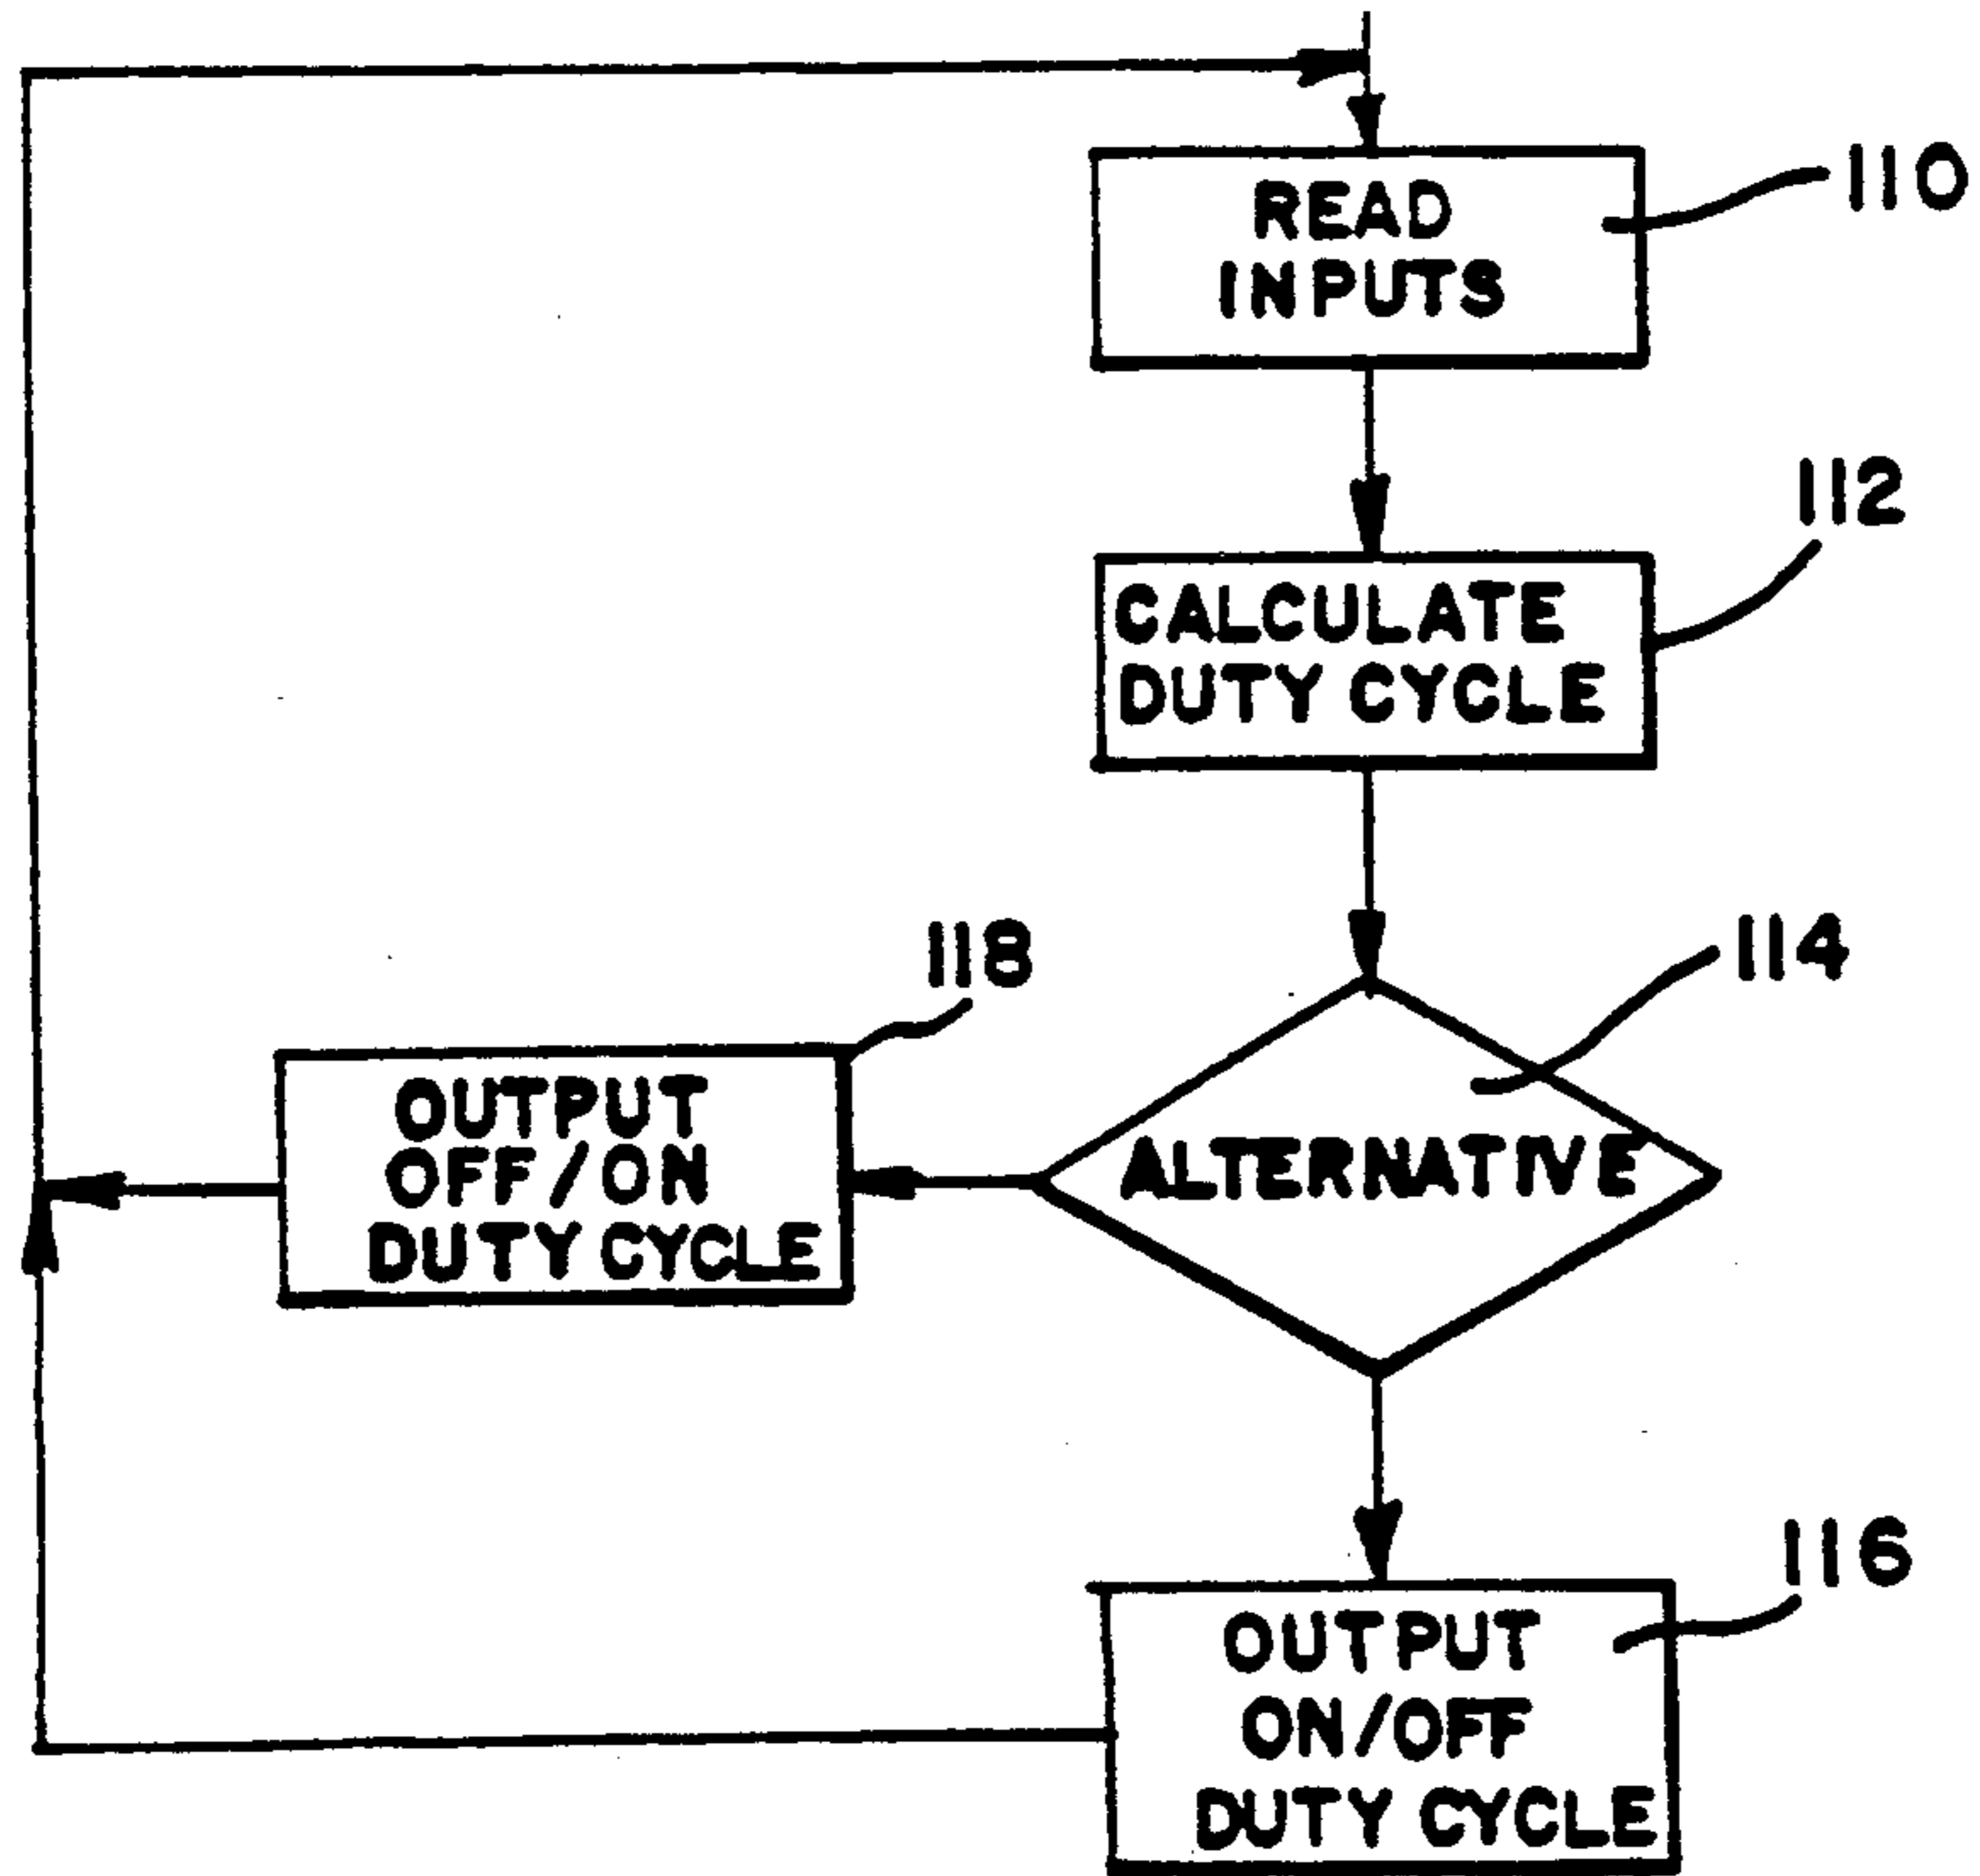 110
READ
INPUTS
112
CALCULATE
DUTY CYCLE
114
ALTERNATIVE
118
OUTPUT
OFF/ON
DUTY CYCLE
116
OUTPUT
ON/OFF
DUTY CYCLE